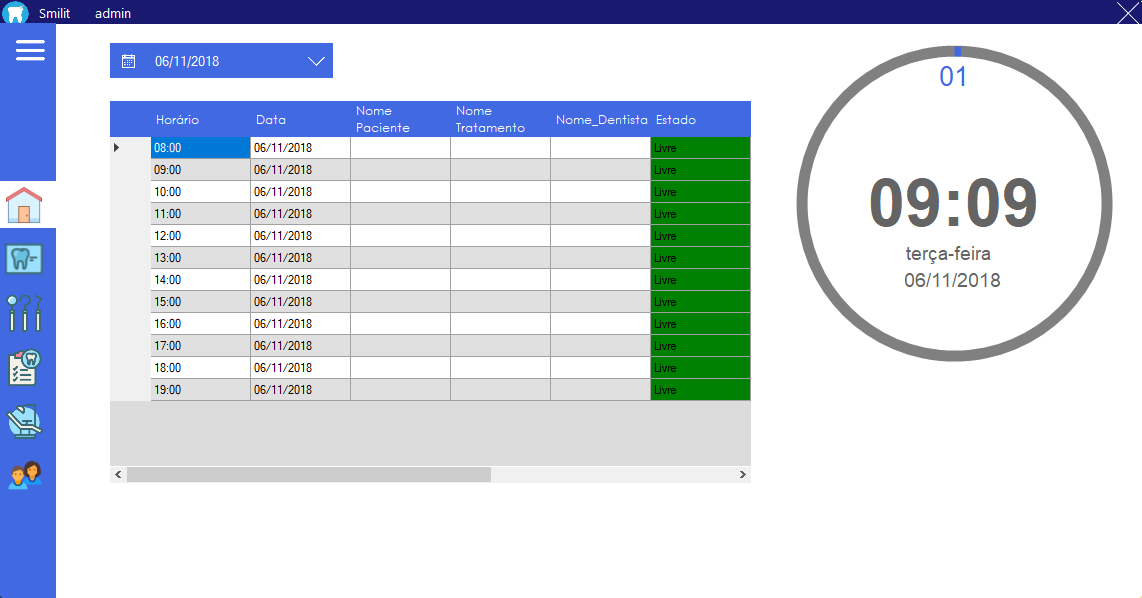 Smilit admin
06/11/2018
Horário Data Nome Paciente Nome Tratamento Nome_Dentista Estado
08:00 06/11/2018 Livre
09:00 06/11/2018 Livre
10:00 06/11/2018 Livre
11:00 06/11/2018 Livre
12:00 06/11/2018 Livre
13:00 06/11/2018 Livre
14:00 06/11/2018 Livre
15:00 06/11/2018 Livre
16:00 06/11/2018 Livre
17:00 06/11/2018 Livre
18:00 06/11/2018 Livre
19:00 06/11/2018 Livre
01
09:09
terça-feira
06/11/2018